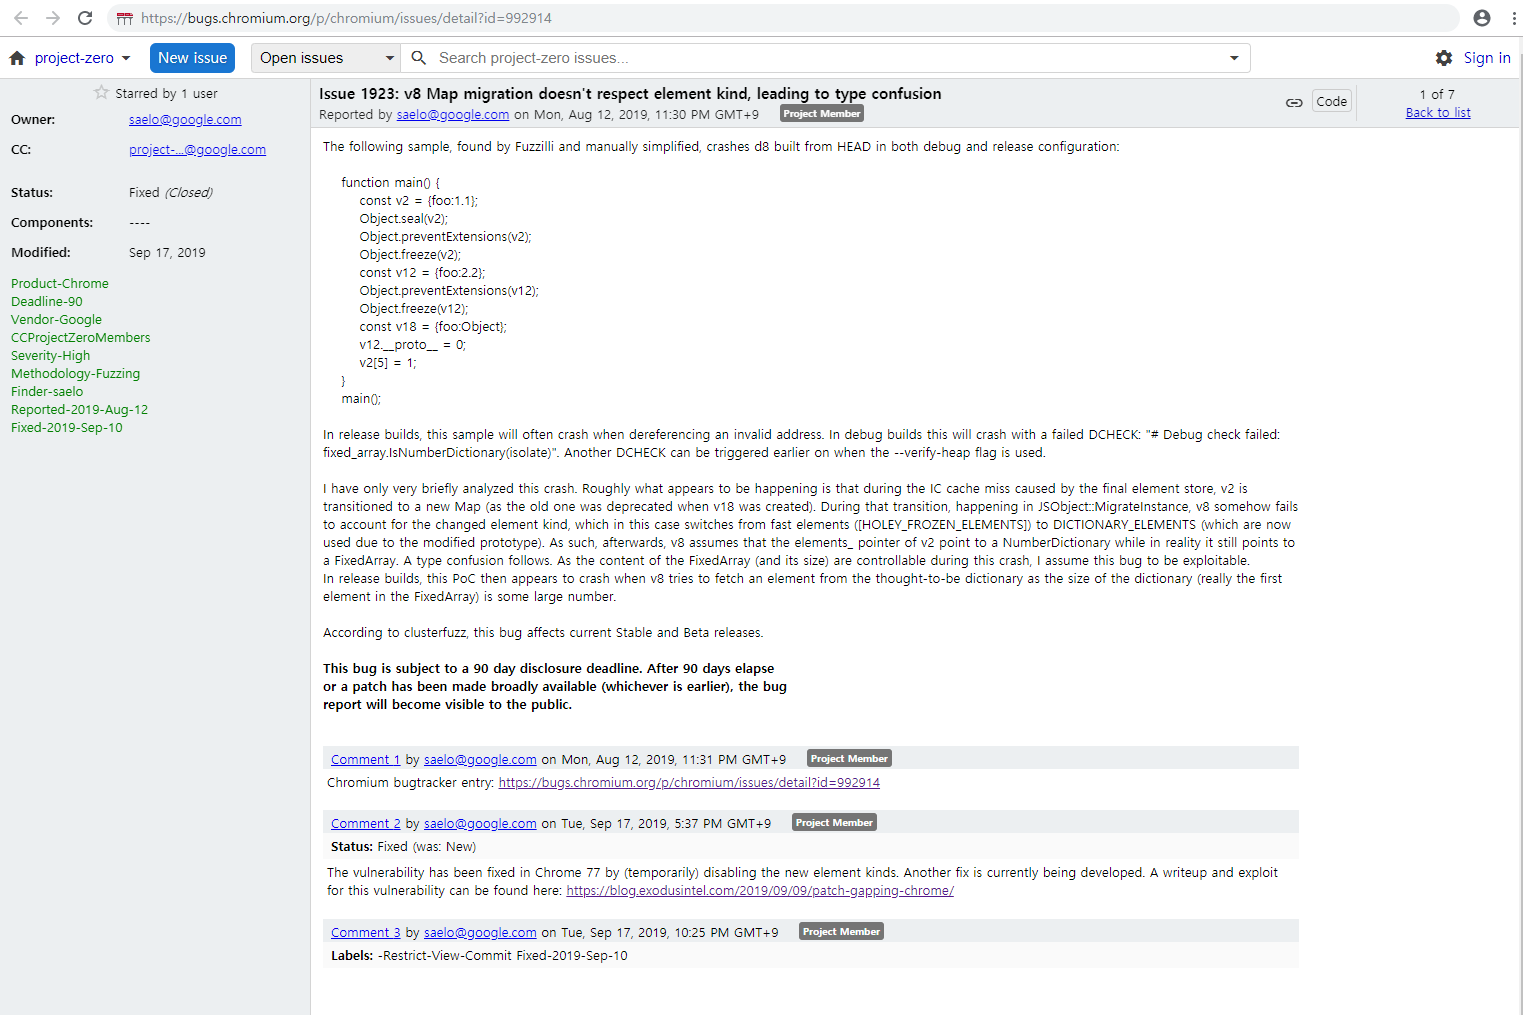 https://bugs.chromium.org/p/chromium/issues/detail?id=992914
project-zero New issue Open issues Search project-zero issues... Sign in
Starred by 1 user
Owner: saelo@google.com
CC: project-...@google.com
Status: Fixed (Closed)
Components: ----
Modified: Sep 17, 2019
Product-Chrome
Deadline-90
Vendor-Google
CCProjectZeroMembers
Severity-High
Methodology-Fuzzing
Finder-saelo
Reported-2019-Aug-12
Fixed-2019-Sep-10
Issue 1923: v8 Map migration doesn't respect element kind, leading to type confusion
Reported by saelo@google.com on Mon, Aug 12, 2019, 11:30 PM GMT+9 Project Member
Code
1 of 7
Back to list
The following sample, found by Fuzzilli and manually simplified, crashes d8 built from HEAD in both debug and release configuration:
function main() {
const v2 = {foo:1.1};
Object.seal(v2);
Object.preventExtensions(v2);
Object.freeze(v2);
const v12 = {foo:2.2};
Object.preventExtensions(v12);
Object.freeze(v12);
const v18 = {foo:Object};
v12.__proto__ = 0;
v2[5] = 1;
}
main();
In release builds, this sample will often crash when dereferencing an invalid address. In debug builds this will crash with a failed DCHECK: "# Debug check failed:
fixed_array.IsNumberDictionary(isolate)". Another DCHECK can be triggered earlier on when the --verify-heap flag is used.
I have only very briefly analyzed this crash. Roughly what appears to be happening is that during the IC cache miss caused by the final element store, v2 is
transitioned to a new Map (as the old one was deprecated when v18 was created). During that transition, happening in JSObject::MigrateInstance, v8 somehow fails
to account for the changed element kind, which in this case switches from fast elements ([HOLEY_FROZEN_ELEMENTS]) to DICTIONARY_ELEMENTS (which are now
used due to the modified prototype). As such, afterwards, v8 assumes that the elements_ pointer of v2 point to a NumberDictionary while in reality it still points to
a FixedArray. A type confusion follows. As the content of the FixedArray (and its size) are controllable during this crash, I assume this bug to be exploitable.
In release builds, this PoC then appears to crash when v8 tries to fetch an element from the thought-to-be dictionary as the size of the dictionary (really the first
element in the FixedArray) is some large number.
According to clusterfuzz, this bug affects current Stable and Beta releases.
This bug is subject to a 90 day disclosure deadline. After 90 days elapse
or a patch has been made broadly available (whichever is earlier), the bug
report will become visible to the public.
Comment 1 by saelo@google.com on Mon, Aug 12, 2019, 11:31 PM GMT+9 Project Member
Chromium bugtracker entry: https://bugs.chromium.org/p/chromium/issues/detail?id=992914
Comment 2 by saelo@google.com on Tue, Sep 17, 2019, 5:37 PM GMT+9 Project Member
Status: Fixed (was: New)
The vulnerability has been fixed in Chrome 77 by (temporarily) disabling the new element kinds. Another fix is currently being developed. A writeup and exploit
for this vulnerability can be found here: https://blog.exodusintel.com/2019/09/09/patch-gapping-chrome/
Comment 3 by saelo@google.com on Tue, Sep 17, 2019, 10:25 PM GMT+9 Project Member
Labels: -Restrict-View-Commit Fixed-2019-Sep-10